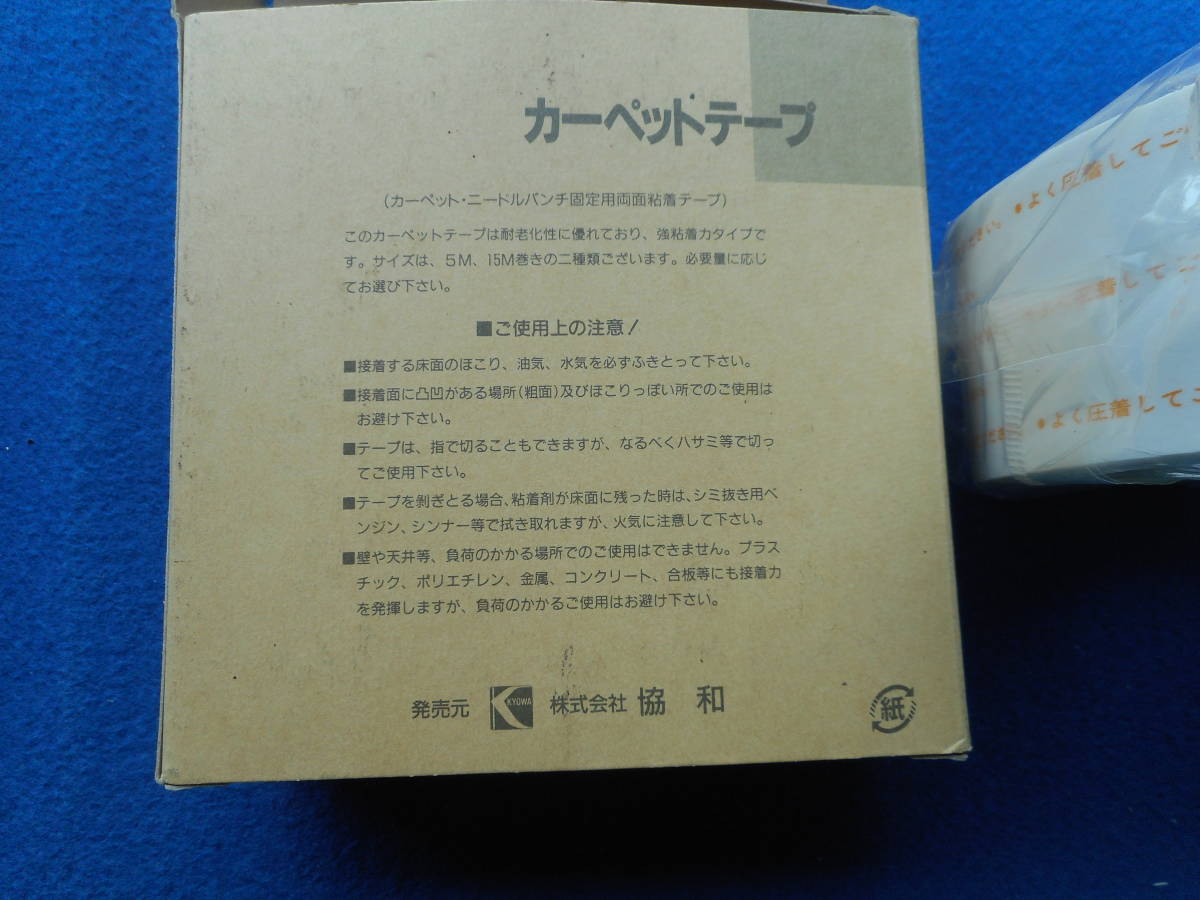 カーペットテープ
(カーペット・ニードルパンチ固定用両面粘着テープ)
このカーペットテープは耐老化性に優れており、強粘着力タイプで
す。サイズは、5M、15M巻きの二種類ございます。必要量に応じ
てお選び下さい。
■ご使用上の注意!
■接着する床面のほこり、油気、水気を必ずふきとって下さい。
■接着面に凸凹がある場所(粗面)及びほこりっぽい所でのご使用は
お避け下さい。
■テープは、指で切ることもできますが、なるべくハサミ等で切っ
てご使用下さい。
■テープを剝ぎとる場合、粘着剤が床面に残った時は、シミ抜き用ベ
ンジン、シンナー等で拭き取れますが、火気に注意して下さい。
■壁や天井等、負荷のかかる場所でのご使用はできません。プラス
チック、ポリエチレン、金属、コンクリート、合板等にも接着力
を発揮しますが、負荷のかかるご使用はお避け下さい。
発売元 KYOWA 株式会社 協和
紙
●よく圧着してご
着してご
●よく圧着してご